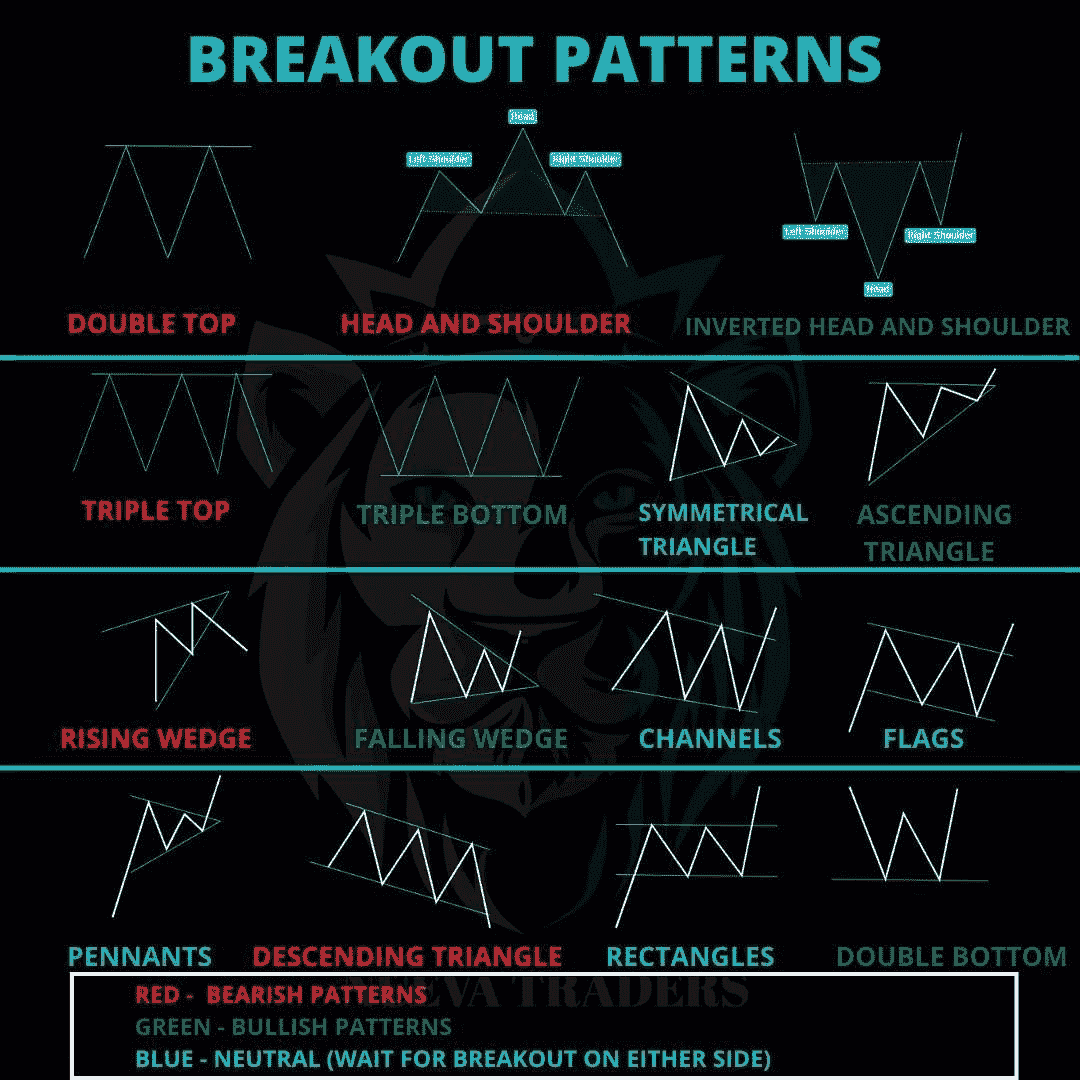 BREAKOUT PATTERNS
Head
Left Shoulder
Right Shoulder
Left Shoulder
Right Shoulder
Head
DOUBLE TOP
HEAD AND SHOULDER
INVERTED HEAD AND SHOULDER
TRIPLE TOP
TRIPLE BOTTOM
SYMMETRICAL
TRIANGLE
ASCENDING
TRIANGLE
RISING WEDGE
FALLING WEDGE
CHANNELS
FLAGS
PENNANTS
DESCENDING TRIANGLE
RECTANGLES
DOUBLE BOTTOM
RED - BEARISH PATTERNS
GREEN - BULLISH PATTERNS
BLUE - NEUTRAL (WAIT FOR BREAKOUT ON EITHER SIDE)
TRADERS